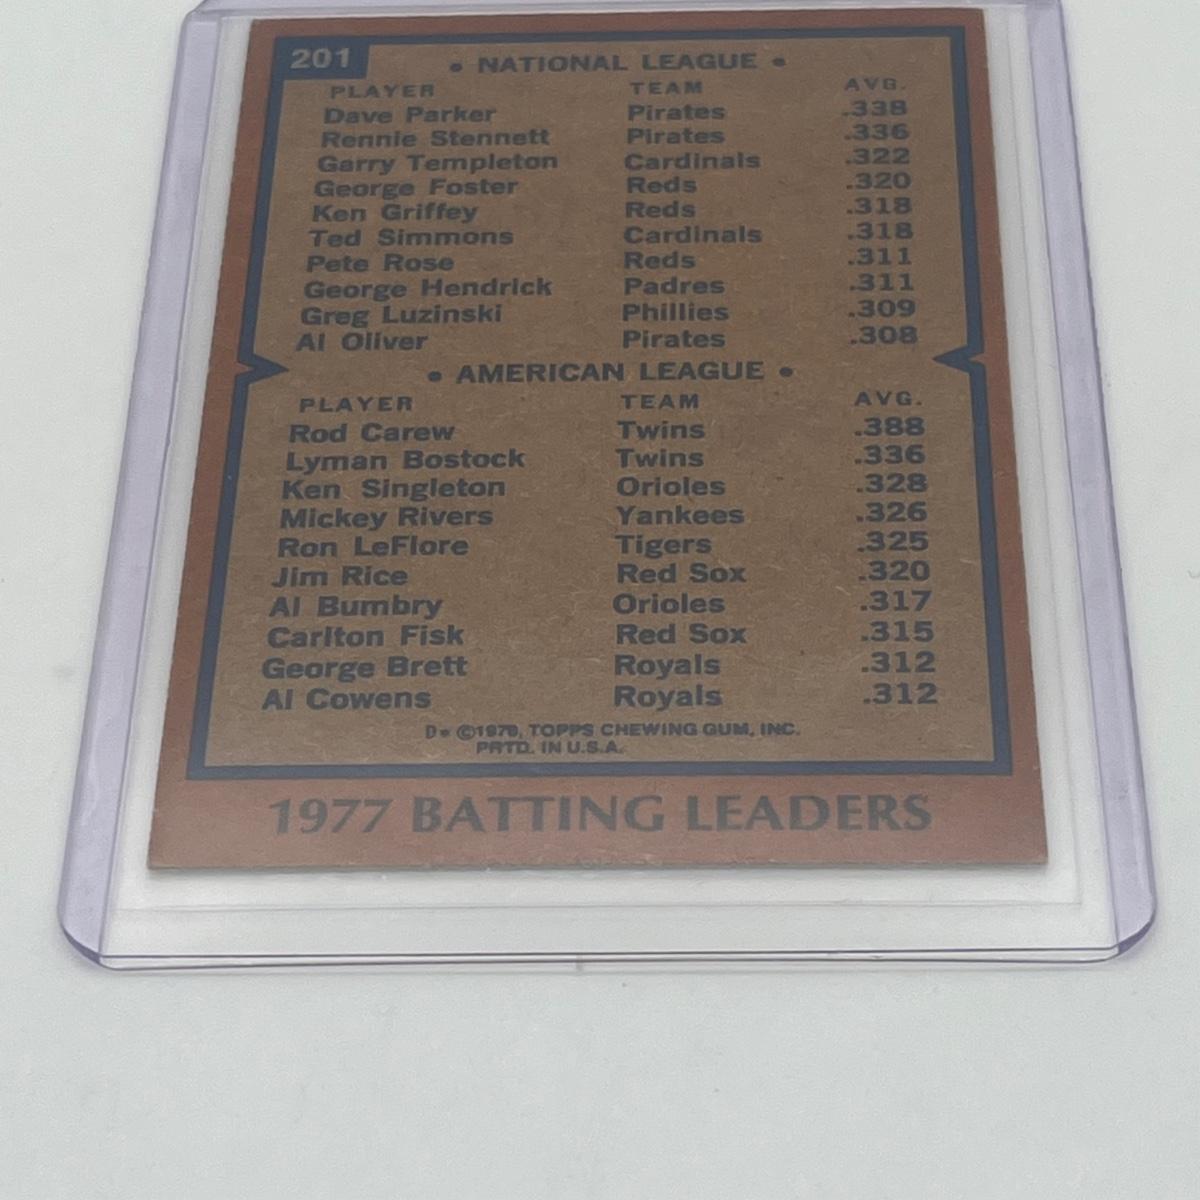 201
• NATIONAL LEAGUE •
PLAYER TEAM AVG.
Dave Parker Pirates .338
Rennie Stennett Pirates .336
Garry Templeton Cardinals .322
George Foster Reds .320
Ken Griffey Reds .318
Ted Simmons Cardinals .318
Pete Rose Reds .311
George Hendrick Padres .311
Greg Luzinski Phillies .309
Al Oliver Pirates .308
• AMERICAN LEAGUE •
PLAYER TEAM AVG.
Rod Carew Twins .388
Lyman Bostock Twins .336
Ken Singleton Orioles .328
Mickey Rivers Yankees .326
Ron LeFlore Tigers .325
Jim Rice Red Sox .320
Al Bumbry Orioles .317
Carlton Fisk Red Sox .315
George Brett Royals .312
Al Cowens Royals .312
D* ©1978, TOPPS CHEWING GUM, INC.
PRTD. IN U.S.A.
1977 BATTING LEADERS